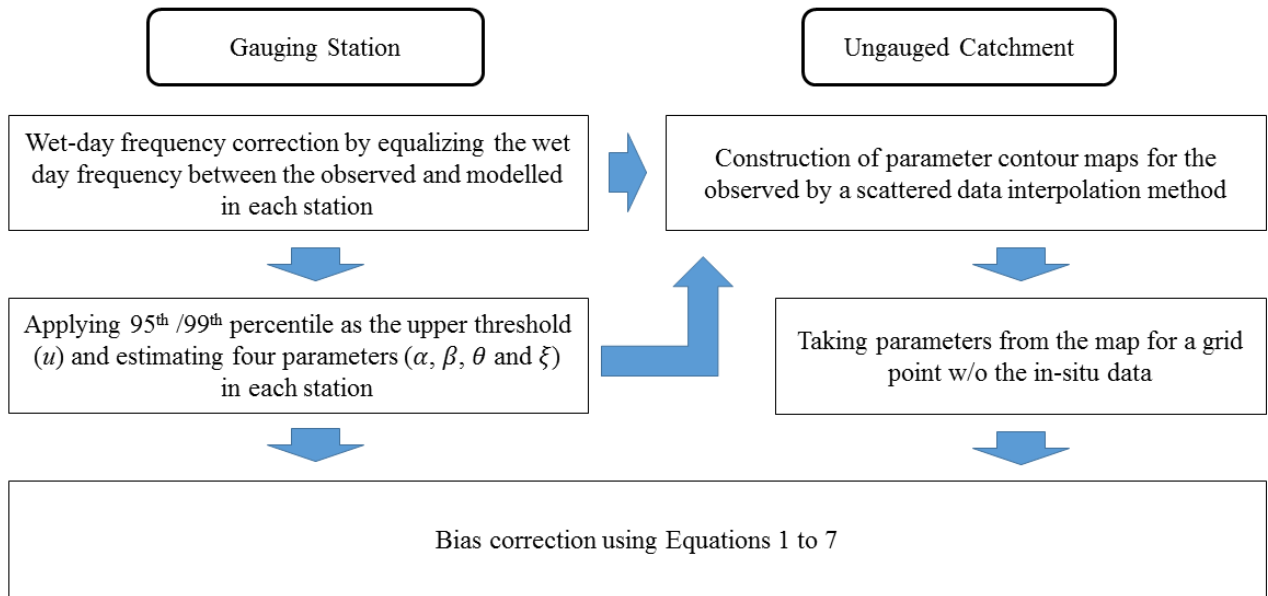 Gauging Station
Ungauged Catchment
Wet-day frequency correction by equalizing the wet
day frequency between the observed and modelled
in each station
Construction of parameter contour maps for the
observed by a scattered data interpolation method
Applying 95th /99th percentile as the upper threshold
(u) and estimating four parameters (α, β, θ and ξ)
in each station
Taking parameters from the map for a grid
point w/o the in-situ data
Bias correction using Equations 1 to 7